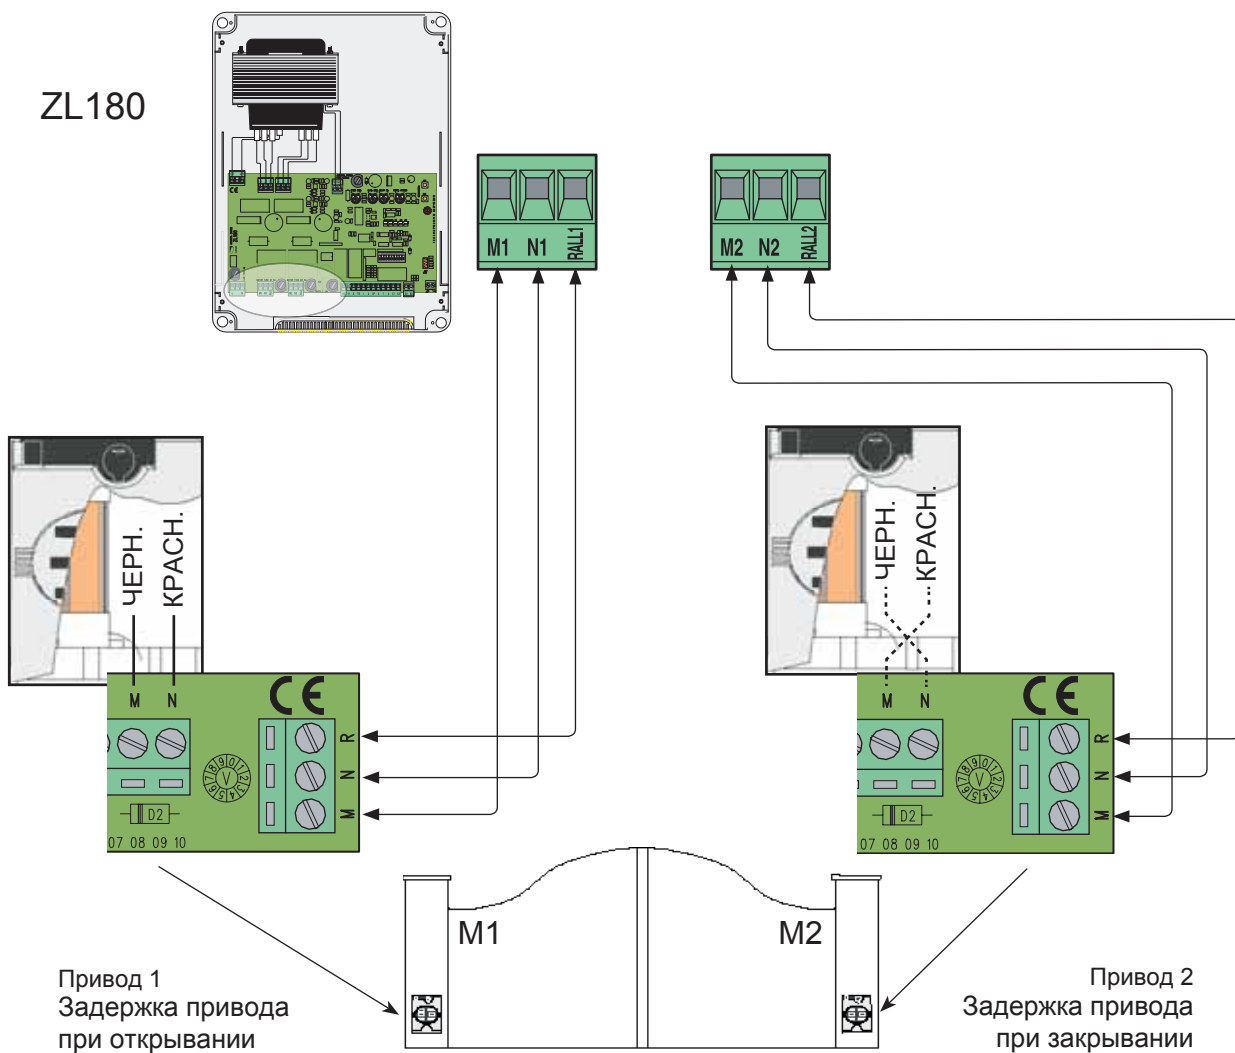 ZL180
M1 N1 RALL1
M2 N2 RALL2
ЧЕРН.
КРАСН.
ЧЕРН.
КРАСН.
M N
CE
R
N
M
V
D2
07 08 09 10
M N
CE
R
N
M
V
D2
07 08 09 10
M1
M2
Привод 1
Задержка привода
при открывании
Привод 2
Задержка привода
при закрывании